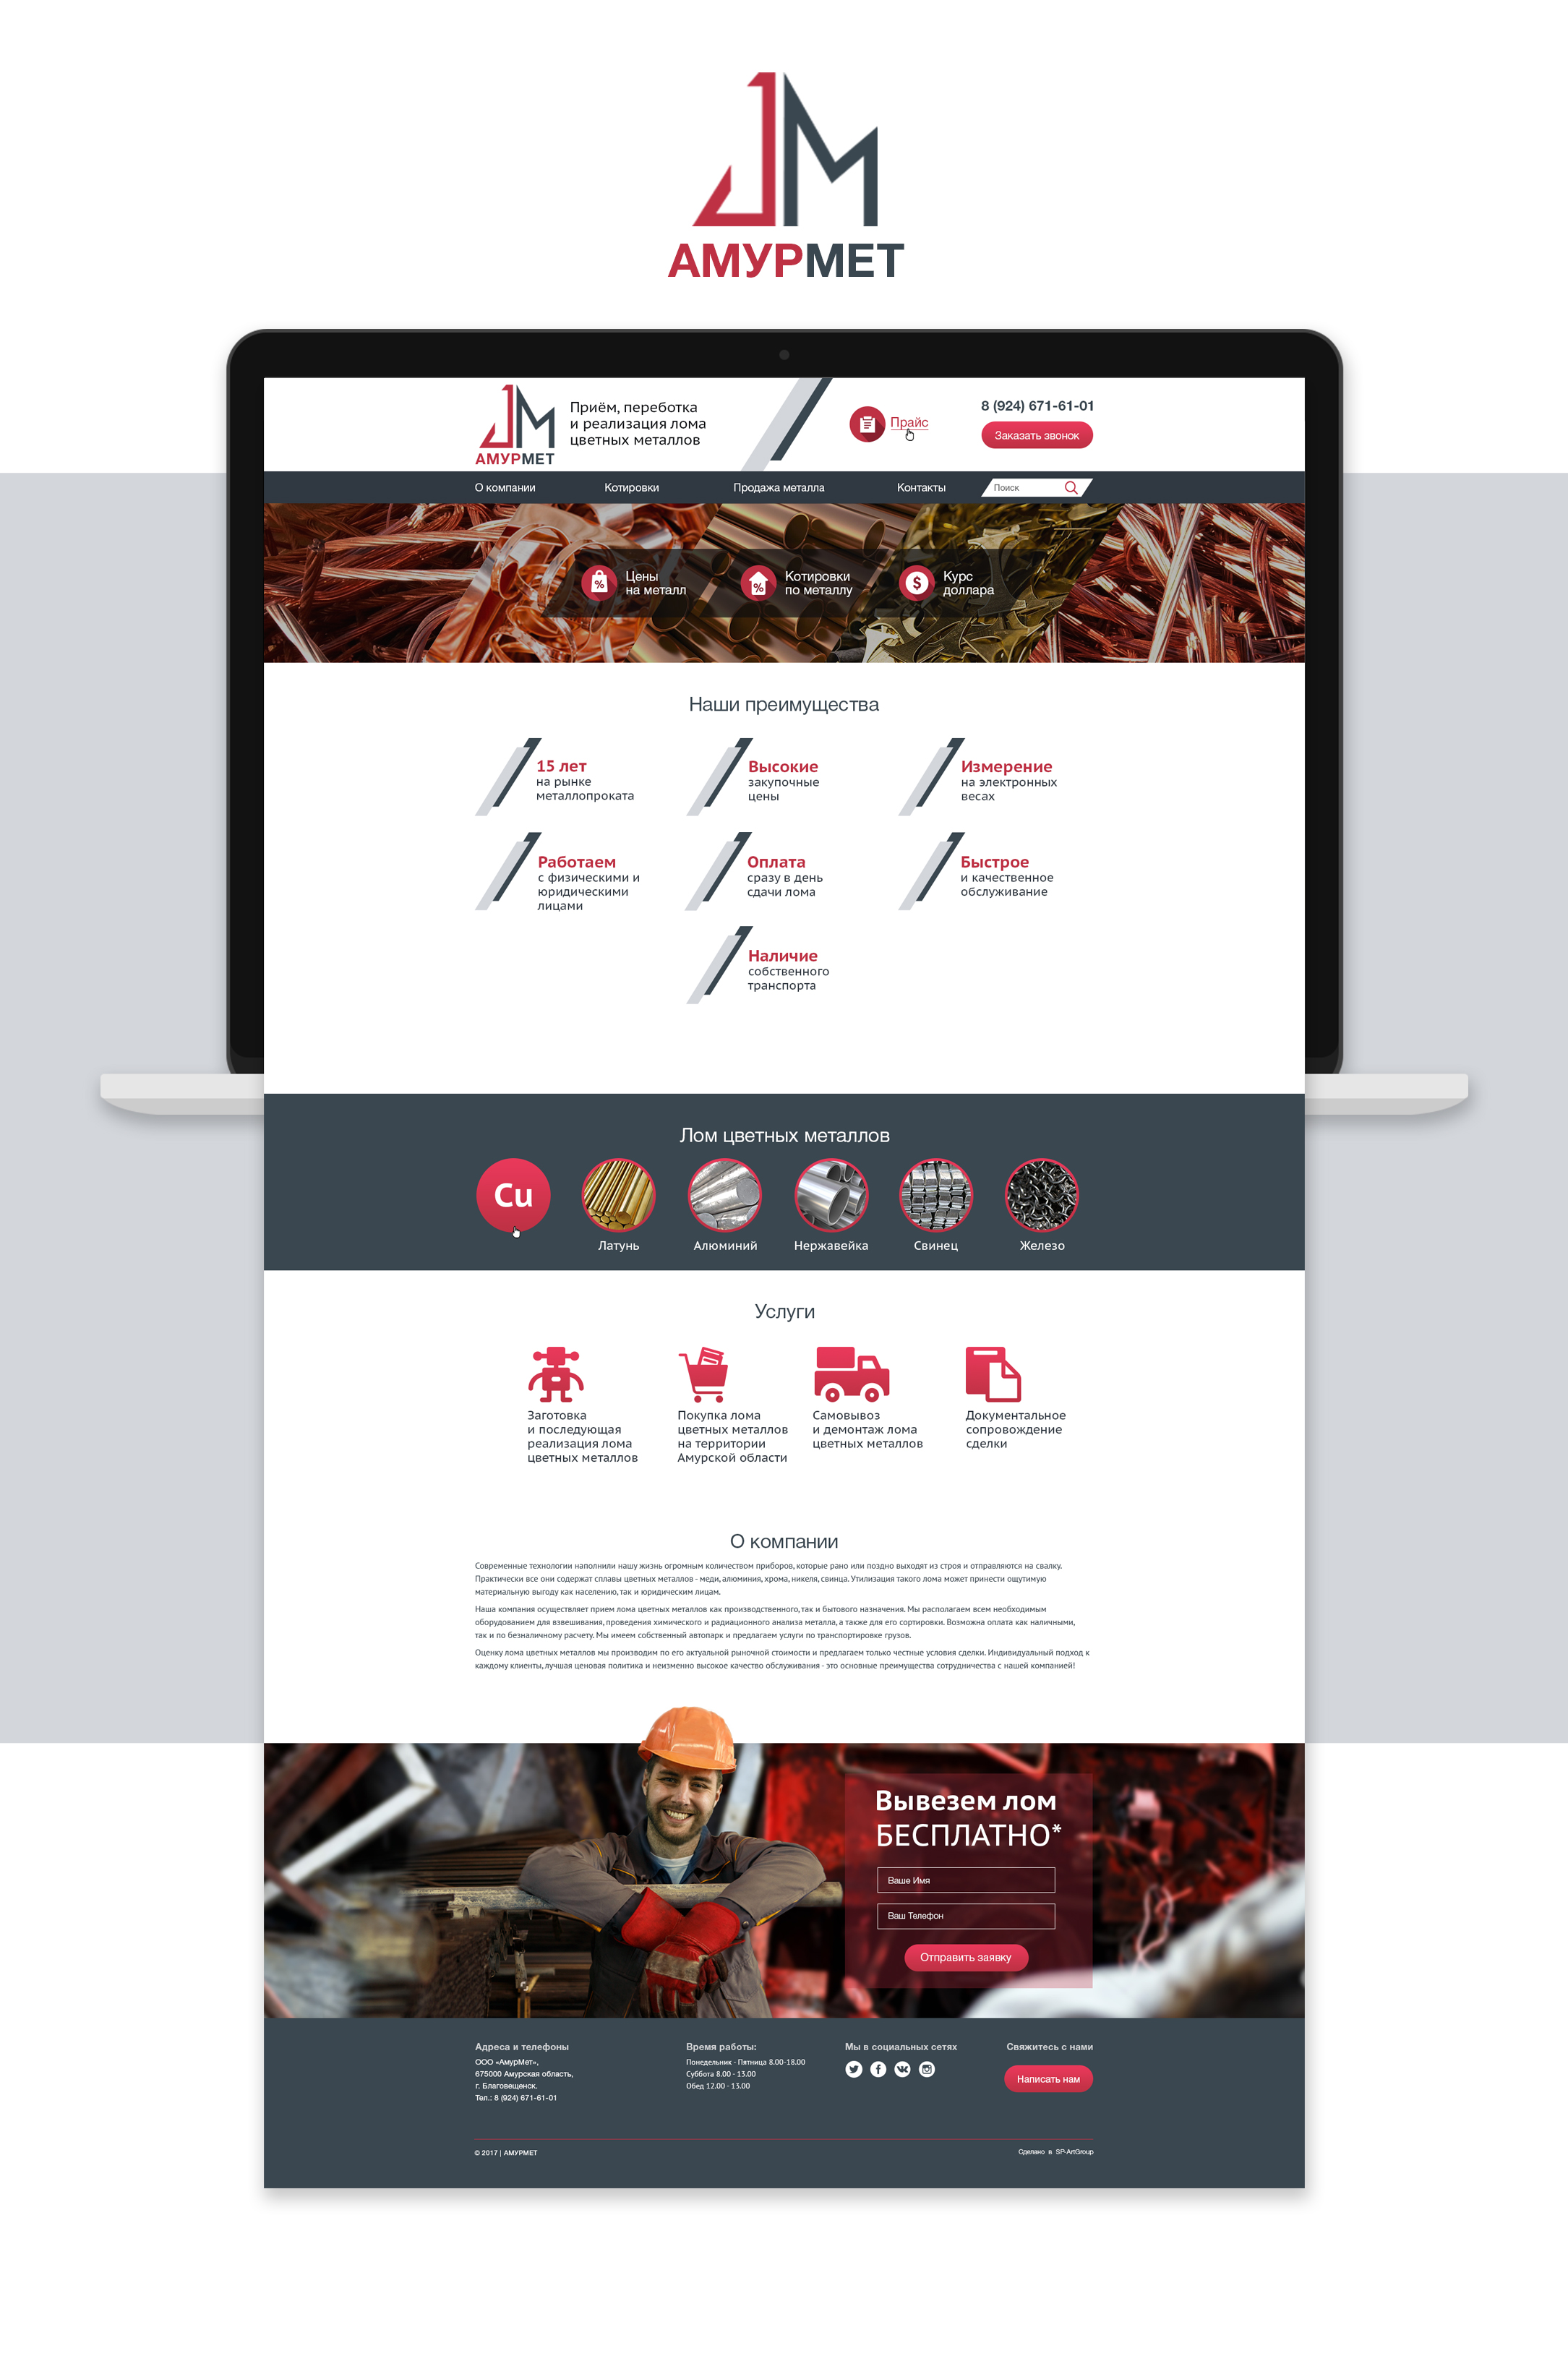 АМУРМЕТ
АМУРМЕТ
Приём, переботка
и реализация лома
цветных металлов
Прайс
8 (924) 671-61-01
Заказать звонок
О компании
Котировки
Продажа металла
Контакты
Поиск
Цены
на металл
Котировки
по металлу
Курс
доллара
Наши преимущества
15 лет
на рынке
металлопроката
Высокие
закупочные
цены
Измерение
на электронных
весах
Работаем
с физическими и
юридическими
лицами
Оплата
сразу в день
сдачи лома
Быстрое
и качественное
обслуживание
Наличие
собственного
транспорта
Лом цветных металлов
Cu
Латунь
Алюминий
Нержавейка
Свинец
Железо
Услуги
Заготовка
и последующая
реализация лома
цветных металлов
Покупка лома
цветных металлов
на территории
Амурской области
Самовывоз
и демонтаж лома
цветных металлов
Документальное
сопровождение
сделки
О компании
Современные технологии наполнили нашу жизнь огромным количеством приборов, которые рано или поздно выходят из строя и отправляются на свалку.
Практически все они содержат сплавы цветных металлов - меди, алюминия, хрома, никеля, свинца. Утилизация такого лома может принести ощутимую
материальную выгоду как населению, так и юридическим лицам.
Наша компания осуществляет прием лома цветных металлов как производственного, так и бытового назначения. Мы располагаем всем необходимым
оборудованием для взвешивания, проведения химического и радиационного анализа металла, а также для его сортировки. Возможна оплата как наличными,
так и по безналичному расчету. Мы имеем собственный автопарк и предлагаем услуги по транспортировке грузов.
Оценку лома цветных металлов мы производим по его актуальной рыночной стоимости и предлагаем только честные условия сделки. Индивидуальный подход к
каждому клиенты, лучшая ценовая политика и неизменно высокое качество обслуживания - это основные преимущества сотрудничества с нашей компанией!
Вывезем лом
БЕСПЛАТНО*
Ваше Имя
Ваш Телефон
Отправить заявку
Адреса и телефоны
ООО «АмурМет»,
675000 Амурская область,
г. Благовещенск.
Тел.: 8 (924) 671-61-01
Время работы:
Понедельник - Пятница 8.00-18.00
Суббота 8.00 - 13.00
Обед 12.00 - 13.00
Мы в социальных сетях
Свяжитесь с нами
Написать нам
© 2017 | АМУРМЕТ
Сделано в SP-ArtGroup